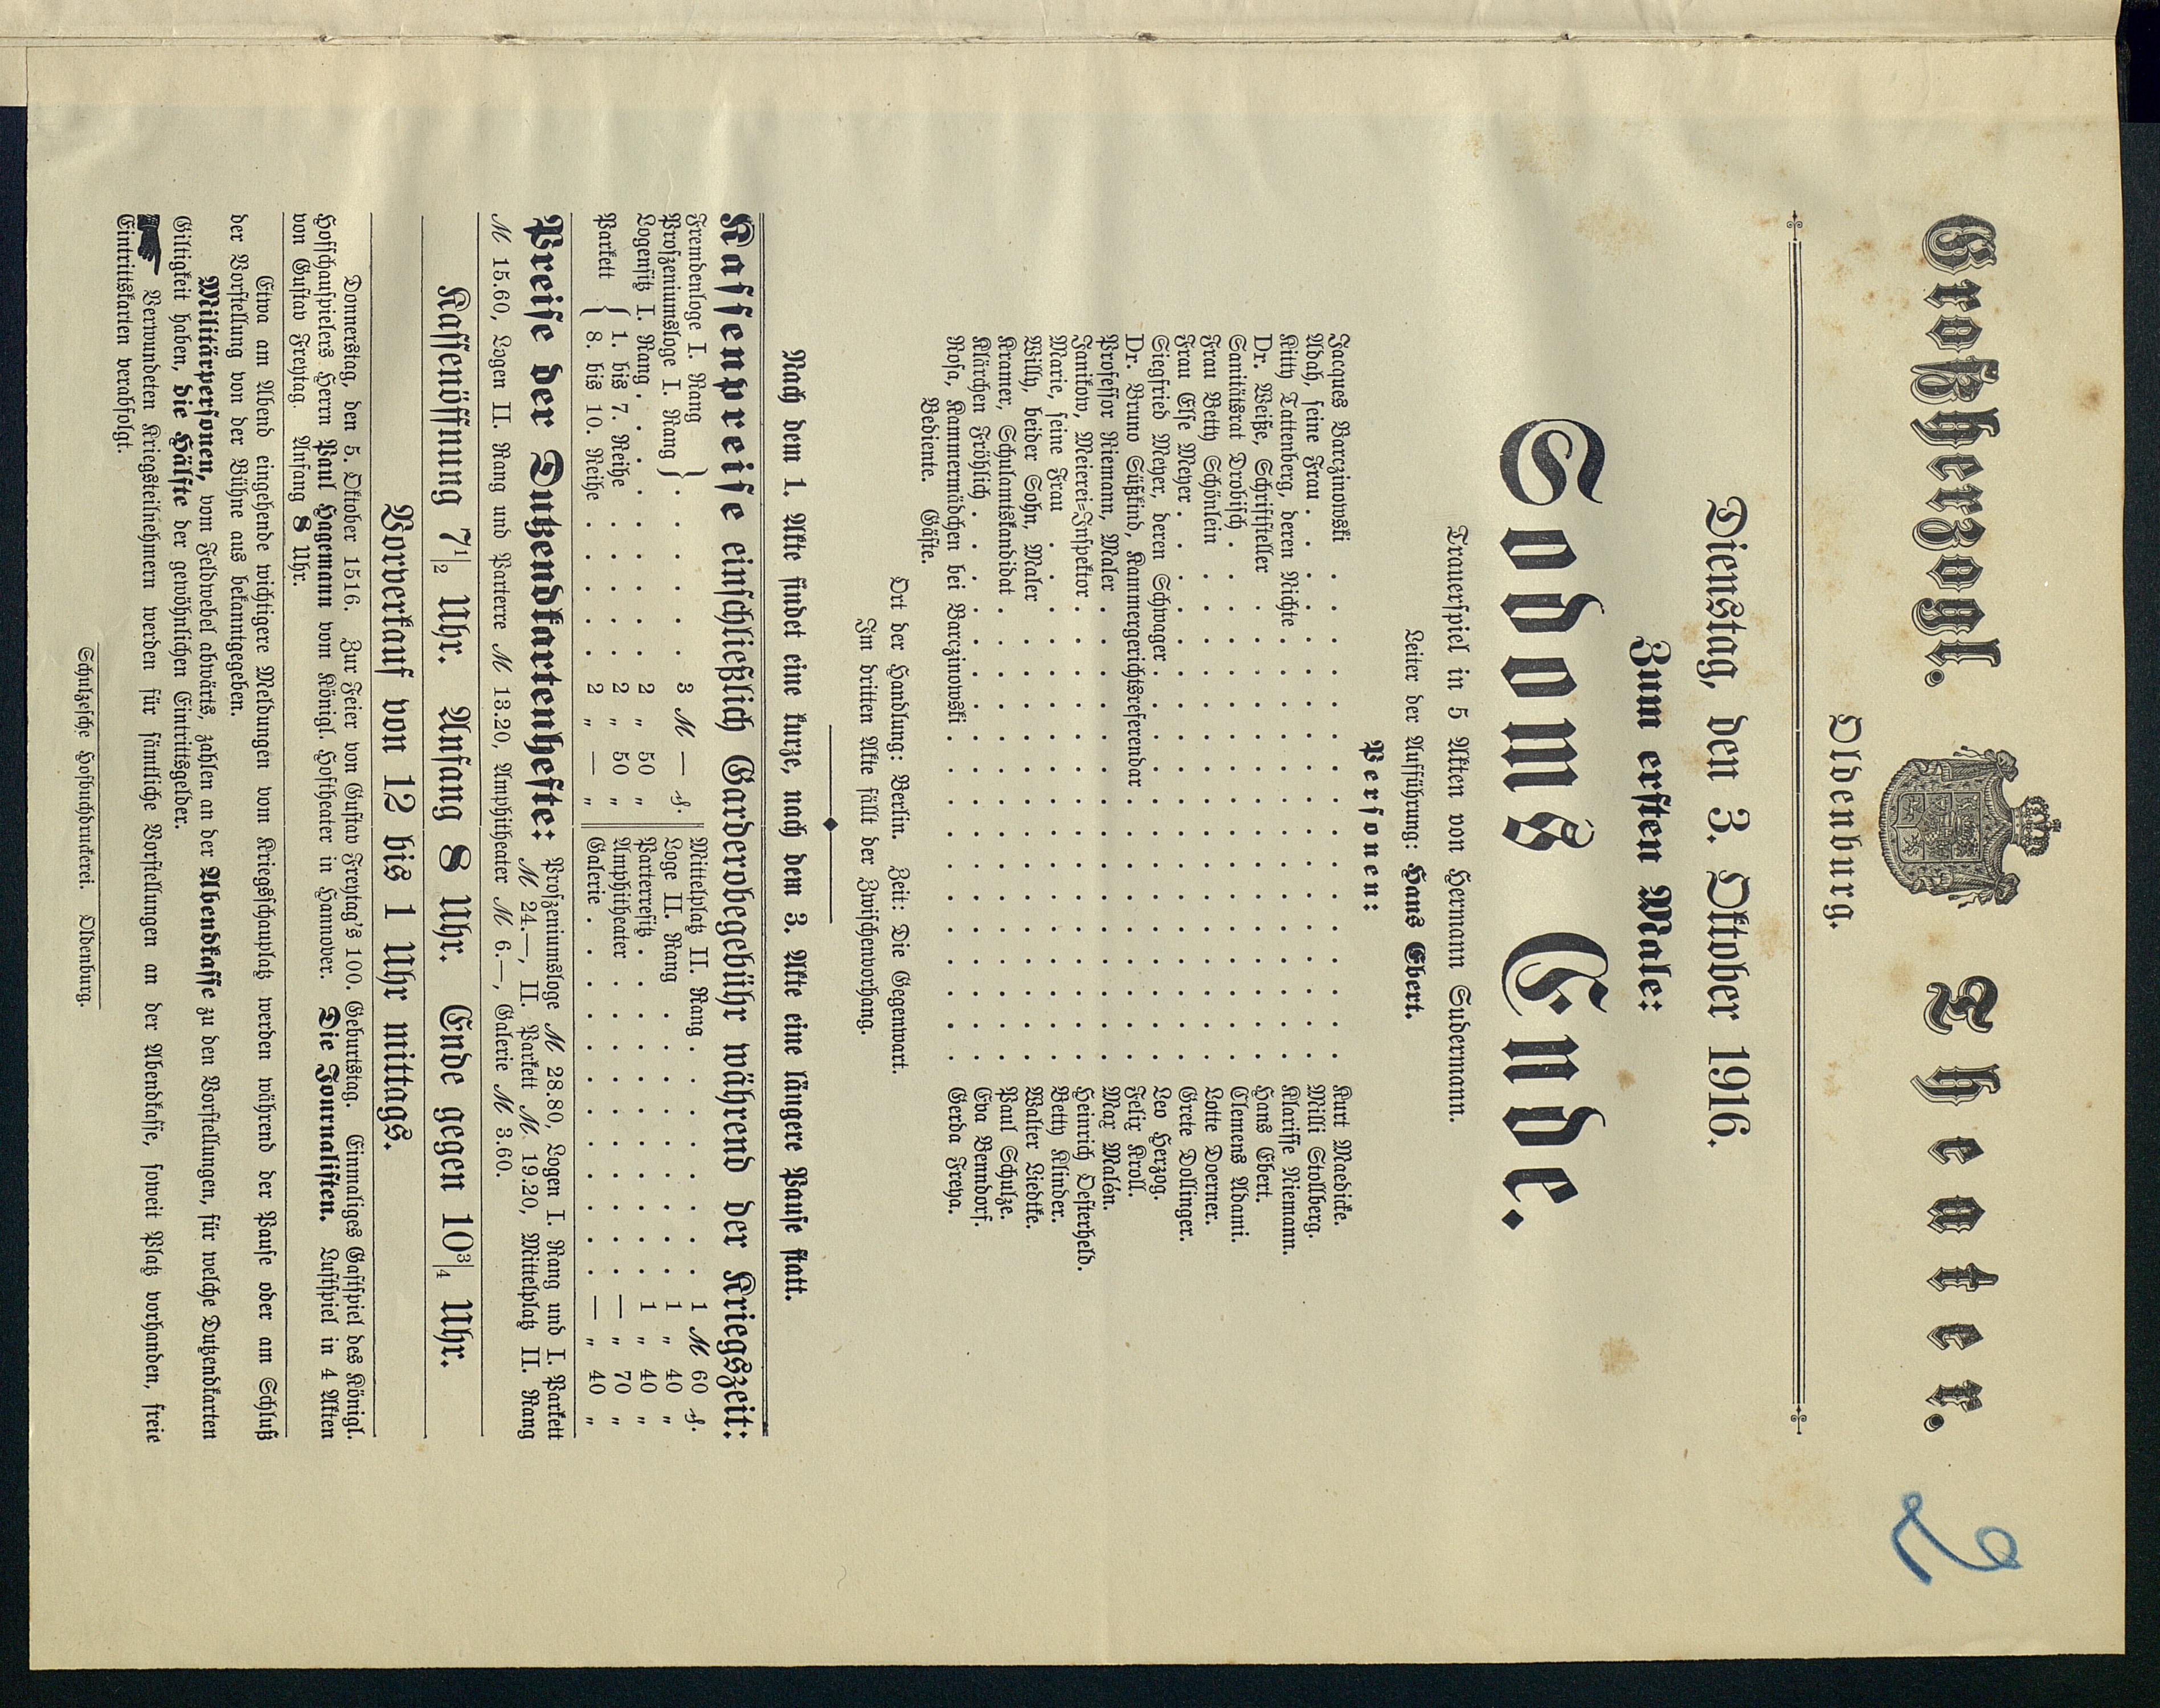 Großherzogl. Theater.
Oldenburg.
2
Dienstag, den 3. Oktober 1916.
Zum ersten Male:
Sodoms Ende.
Trauerspiel in 5 Akten von Hermann Sudermann.
Leiter der Aufführung: Hans Ebert.
Personen:
Jacques Barczinowski . . . Kurt Maedicke.
Adah, seine Frau . . . Milli Stollberg.
Kitty Tattenberg, deren Nichte . . . Klarisse Niemann.
Dr. Weiße, Schriftsteller . . . Hans Ebert.
Sanitätsrat Drobisch . . . Clemens Adami.
Frau Betty Schönlein . . . Lotte Doerner.
Frau Else Meyer . . . Grete Dollinger.
Siegfried Meyer, deren Schwager . . . Leo Herzog.
Dr. Bruno Süßkind, Kammergerichtsreferendar . . . Felix Kroll.
Professor Riemann, Maler . . . Max Malén.
Janikow, Meierei=Inspektor . . . Heinrich Oesterheld.
Marie, seine Frau . . . Betty Klinder.
Willy, beider Sohn, Maler . . . Walter Liedtke.
Kramer, Schulamtskandidat . . . Paul Schulze.
Klärchen Fröhlich . . . Eva Benndorf.
Rosa, Kammermädchen bei Barczinowski . . . Gerda Freya.
Bediente. Gäste.
Ort der Handlung: Berlin. Zeit: Die Gegenwart.
Im dritten Akte fällt der Zwischenvorhang.
Nach dem 1. Akte findet eine kurze, nach dem 3. Akte eine längere Pause statt.
Kassenpreise einschließlich Garderobegebühr während der Kriegszeit:
Fremdenloge I. Rang
Proszeniumsloge I. Rang } . . . 3 M — ₰.
Logensitz I. Rang . . . 2 „ 50 „
Parkett { 1. bis 7. Reihe . . . 2 „ 50 „
8. bis 10. Reihe . . . 2 „ — „
Mittelplatz II. Rang . . . 1 M 60 ₰.
Loge II. Rang . . . 1 „ 40 „
Parterresitz . . . 1 „ 40 „
Amphitheater . . . — „ 70 „
Galerie . . . — „ 40 „
Preise der Dutzendkartenhefte: Proszeniumsloge M 28.80, Logen I. Rang und I. Parkett
M 24.—, II. Parkett M 19.20, Mittelplatz II. Rang
M 15.60, Logen II. Rang und Parterre M 13.20, Amphitheater M 6.—, Galerie M 3.60.
Kassenöffnung 7½ Uhr. Anfang 8 Uhr. Ende gegen 10¾ Uhr.
Vorverkauf von 12 bis 1 Uhr mittags.
Donnerstag, den 5. Oktober 1516. Zur Feier von Gustav Freytag's 100. Geburtstag. Einmaliges Gastspiel des Königl.
Hofschauspielers Herrn Paul Hagemann vom Königl. Hoftheater in Hannover. Die Journalisten. Lustspiel in 4 Akten
von Gustav Freytag. Anfang 8 Uhr.
Etwa am Abend eingehende wichtigere Meldungen vom Kriegsschauplatz werden während der Pause oder am Schluß
der Vorstellung von der Bühne aus bekanntgegeben.
Militärpersonen, vom Feldwebel abwärts, zahlen an der Abendkasse zu den Vorstellungen, für welche Dutzendkarten
Giltigkeit haben, die Hälfte der gewöhnlichen Eintrittsgelder.
Verwundeten Kriegsteilnehmern werden für sämtliche Vorstellungen an der Abendkasse, soweit Platz vorhanden, freie
Eintrittskarten verabfolgt.
Schulzesche Hofbuchdruckerei. Oldenburg.